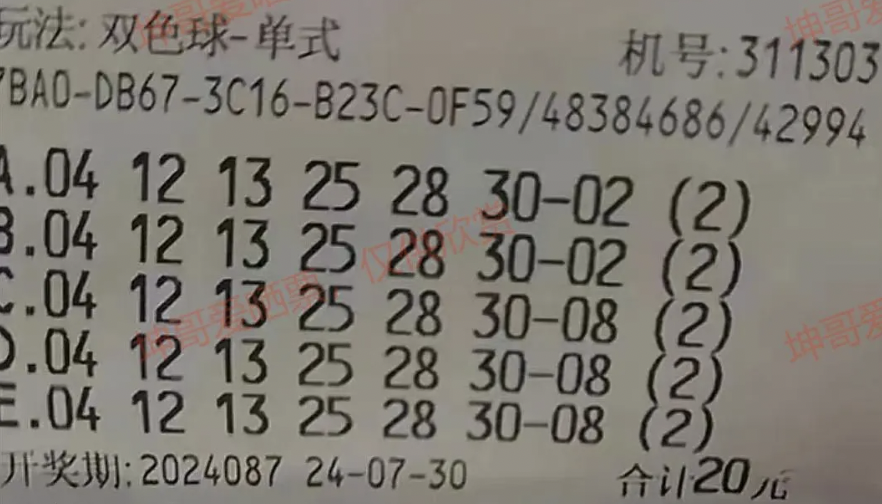 玩法: 双色球-单式 机号:311303
7BA0-DB67-3C16-B23C-0F59/48384686/42994
A.04 12 13 25 28 30-02 (2)
B.04 12 13 25 28 30-02 (2)
C.04 12 13 25 28 30-08 (2)
D.04 12 13 25 28 30-08 (2)
E.04 12 13 25 28 30-08 (2)
开奖期:2024087 24-07-30 合计20元
坤哥爱晒票 仅供欣赏